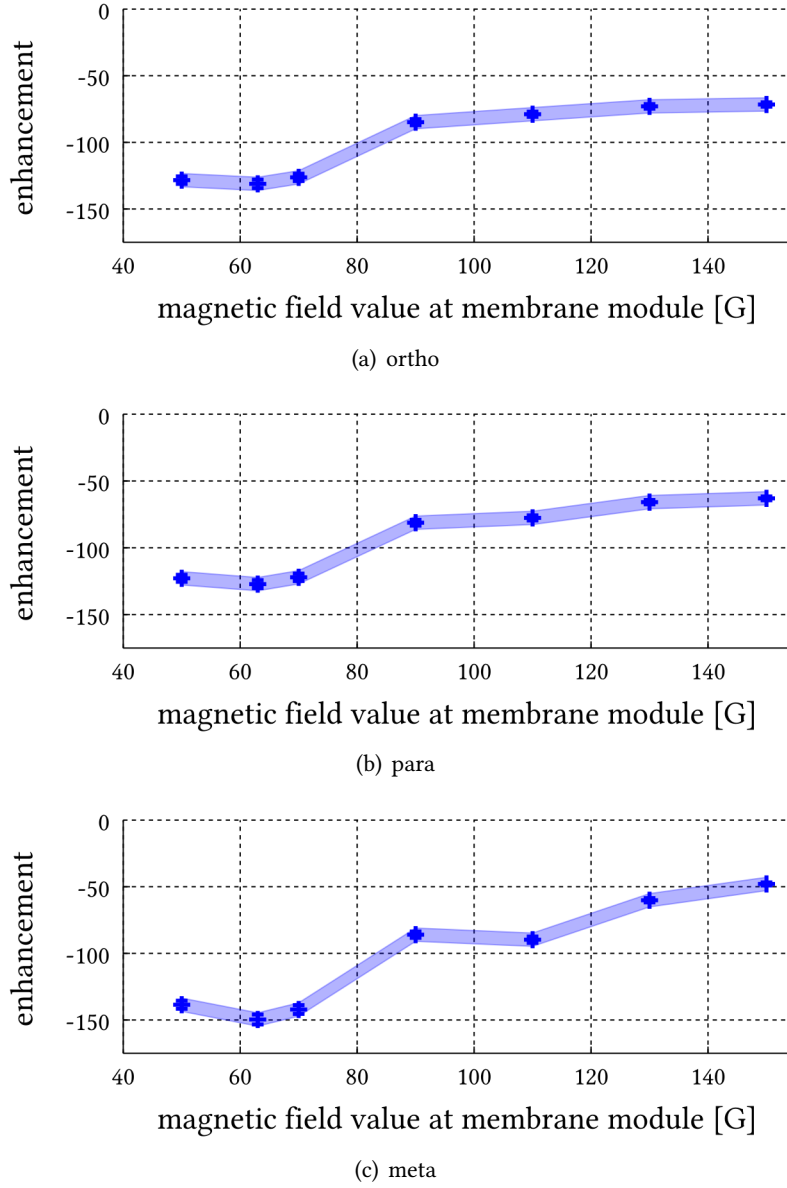 0
-50
-100
-150
enhancement
40 60 80 100 120 140
magnetic field value at membrane module [G]
(a) ortho
0
-50
-100
-150
enhancement
40 60 80 100 120 140
magnetic field value at membrane module [G]
(b) para
0
-50
-100
-150
enhancement
40 60 80 100 120 140
magnetic field value at membrane module [G]
(c) meta